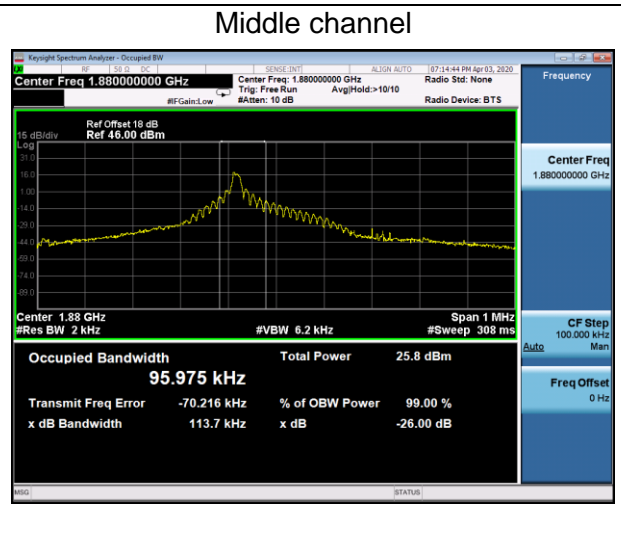 Middle channel
Keysight Spectrum Analyzer - Occupied BW
RF 50 Ω DC SENSE:INT ALIGN AUTO 07:14:44 PM Apr 03, 2020
Center Freq 1.880000000 GHz
Center Freq: 1.880000000 GHz Radio Std: None
Trig: Free Run Avg|Hold:>10/10
#IFGain:Low #Atten: 10 dB Radio Device: BTS
Frequency
Ref Offset 18 dB
15 dB/div Ref 46.00 dBm
Log
31.0
16.0
1.00
-14.0
-29.0
-44.0
-59.0
-74.0
-89.0
Center 1.88 GHz Span 1 MHz
#Res BW 2 kHz #VBW 6.2 kHz #Sweep 308 ms
Center Freq
1.880000000 GHz
CF Step
100.000 kHz
Auto Man
Freq Offset
0 Hz
Occupied Bandwidth Total Power 25.8 dBm
95.975 kHz
Transmit Freq Error -70.216 kHz % of OBW Power 99.00 %
x dB Bandwidth 113.7 kHz x dB -26.00 dB
MSG STATUS